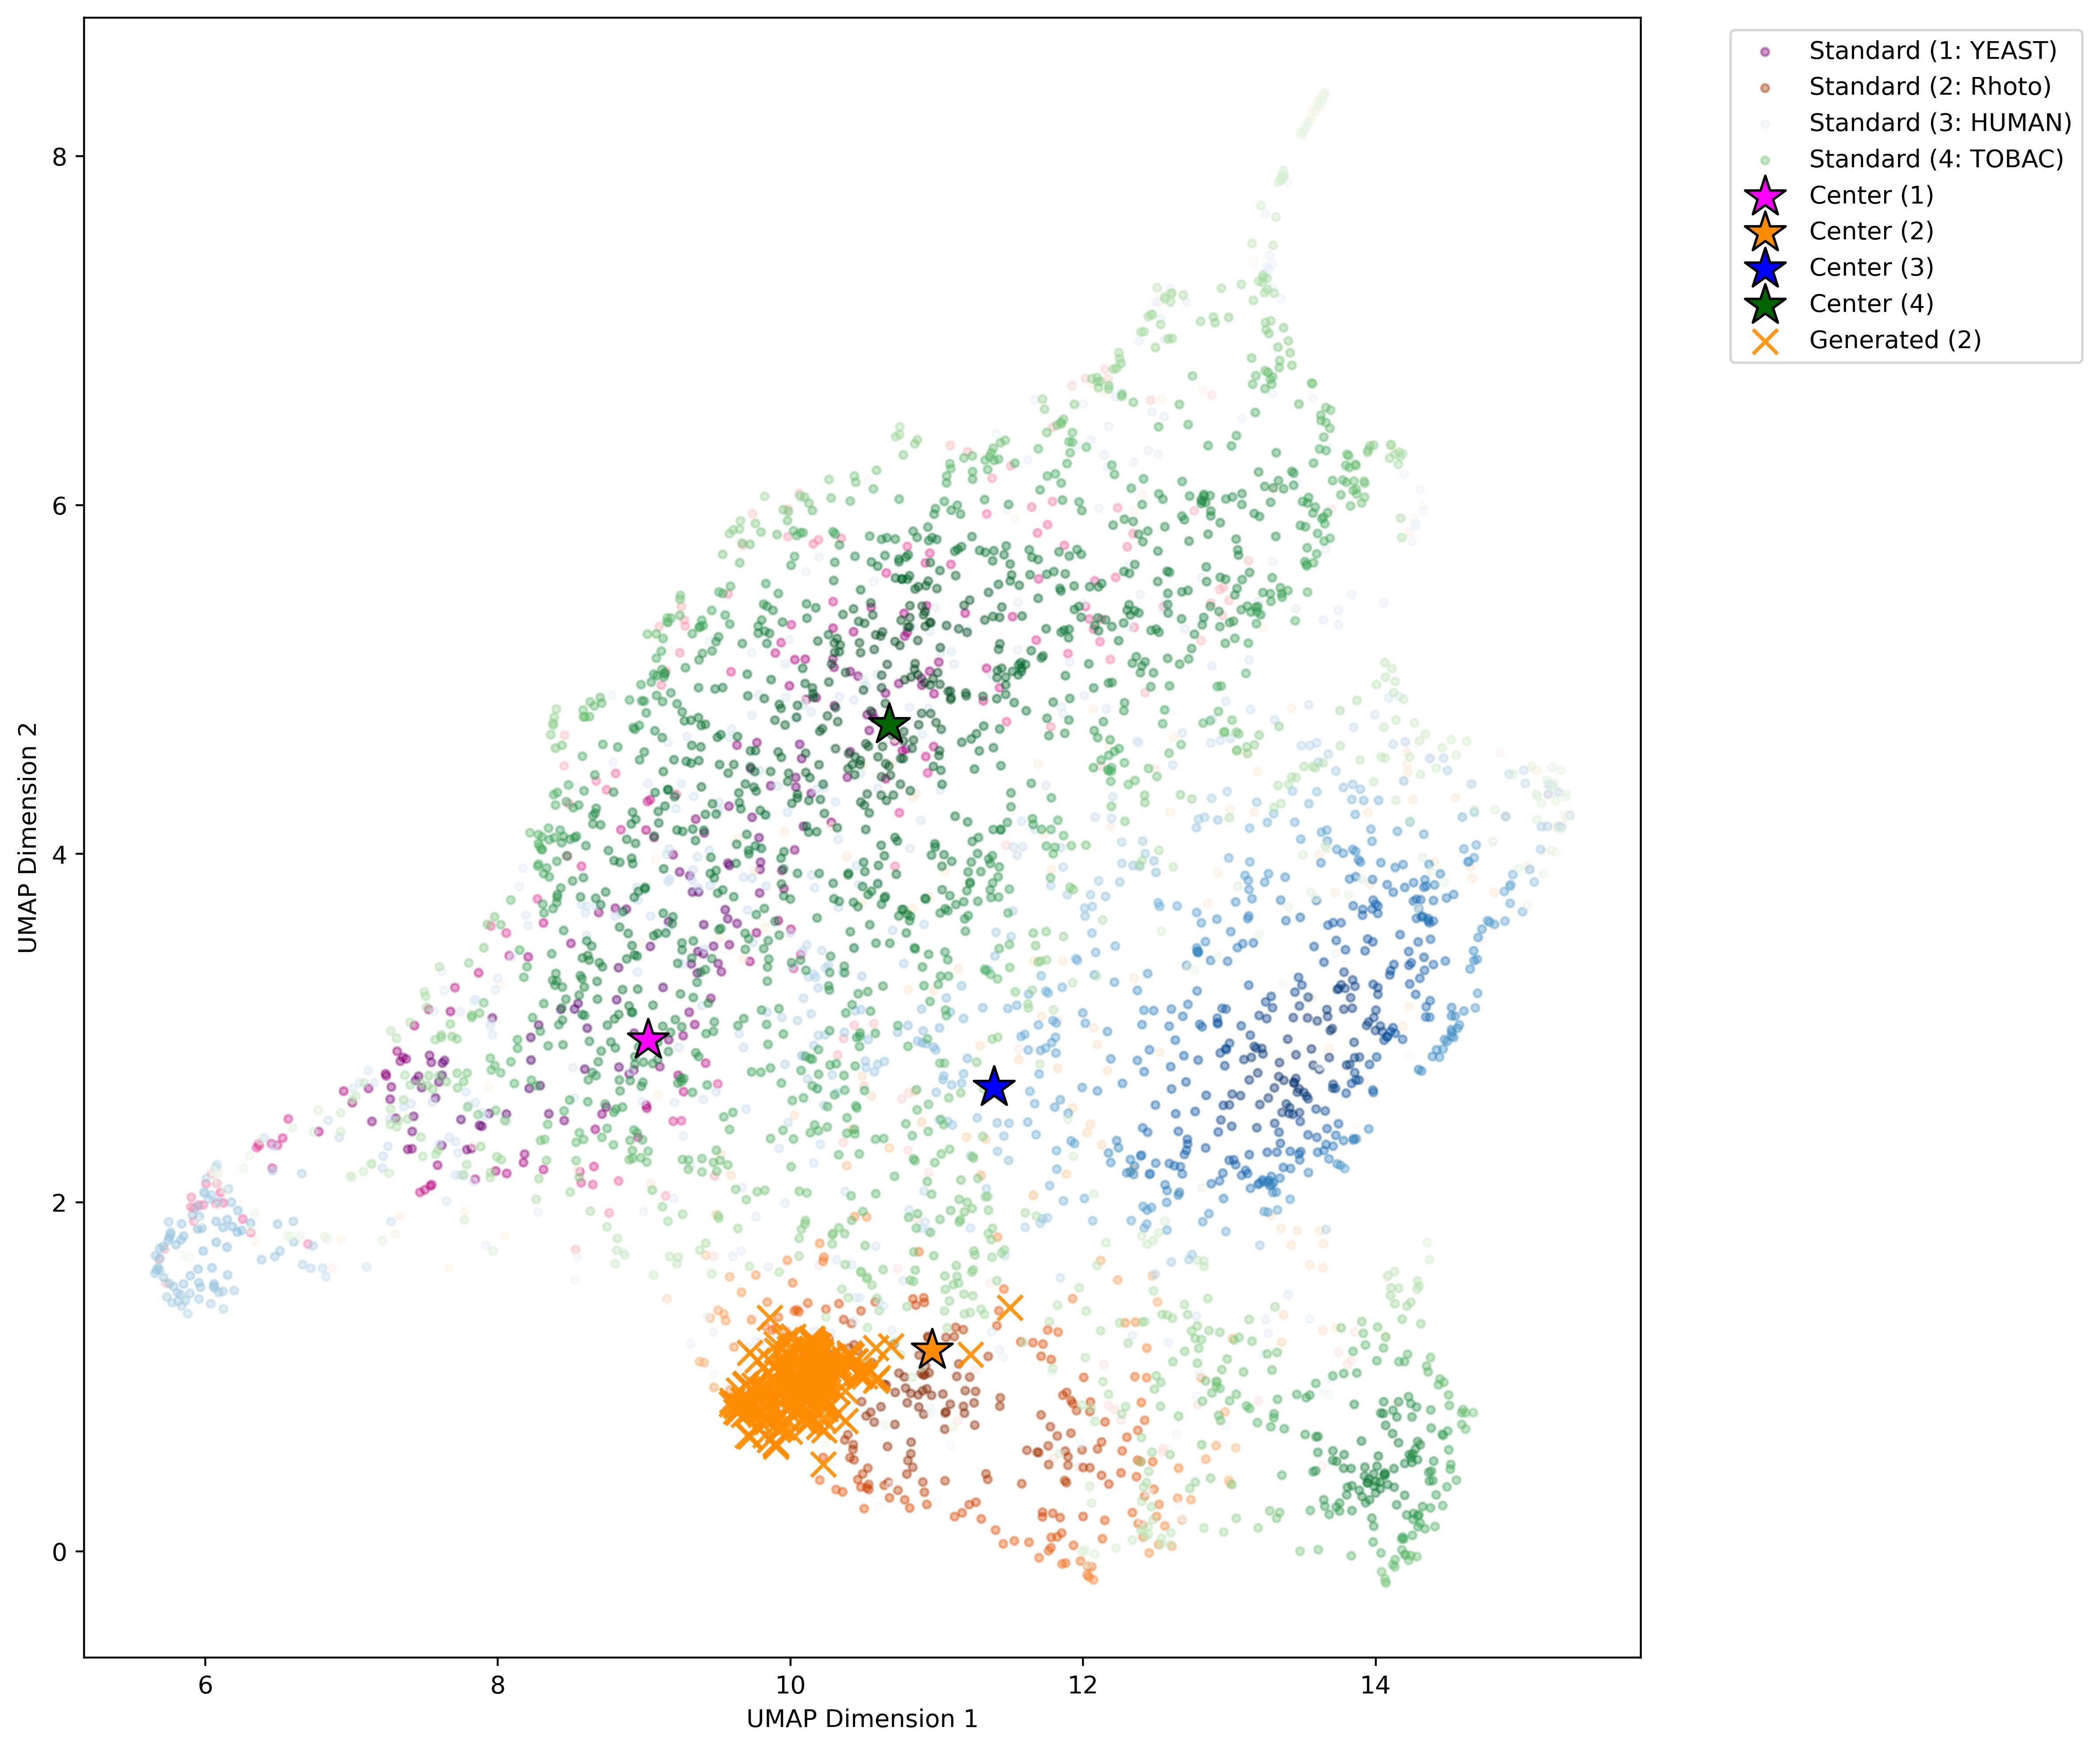 8
6
4
2
0
UMAP Dimension 2
6
8
10
12
14
UMAP Dimension 1
Standard (1: YEAST)
Standard (2: Rhoto)
Standard (3: HUMAN)
Standard (4: TOBAC)
Center (1)
Center (2)
Center (3)
Center (4)
Generated (2)